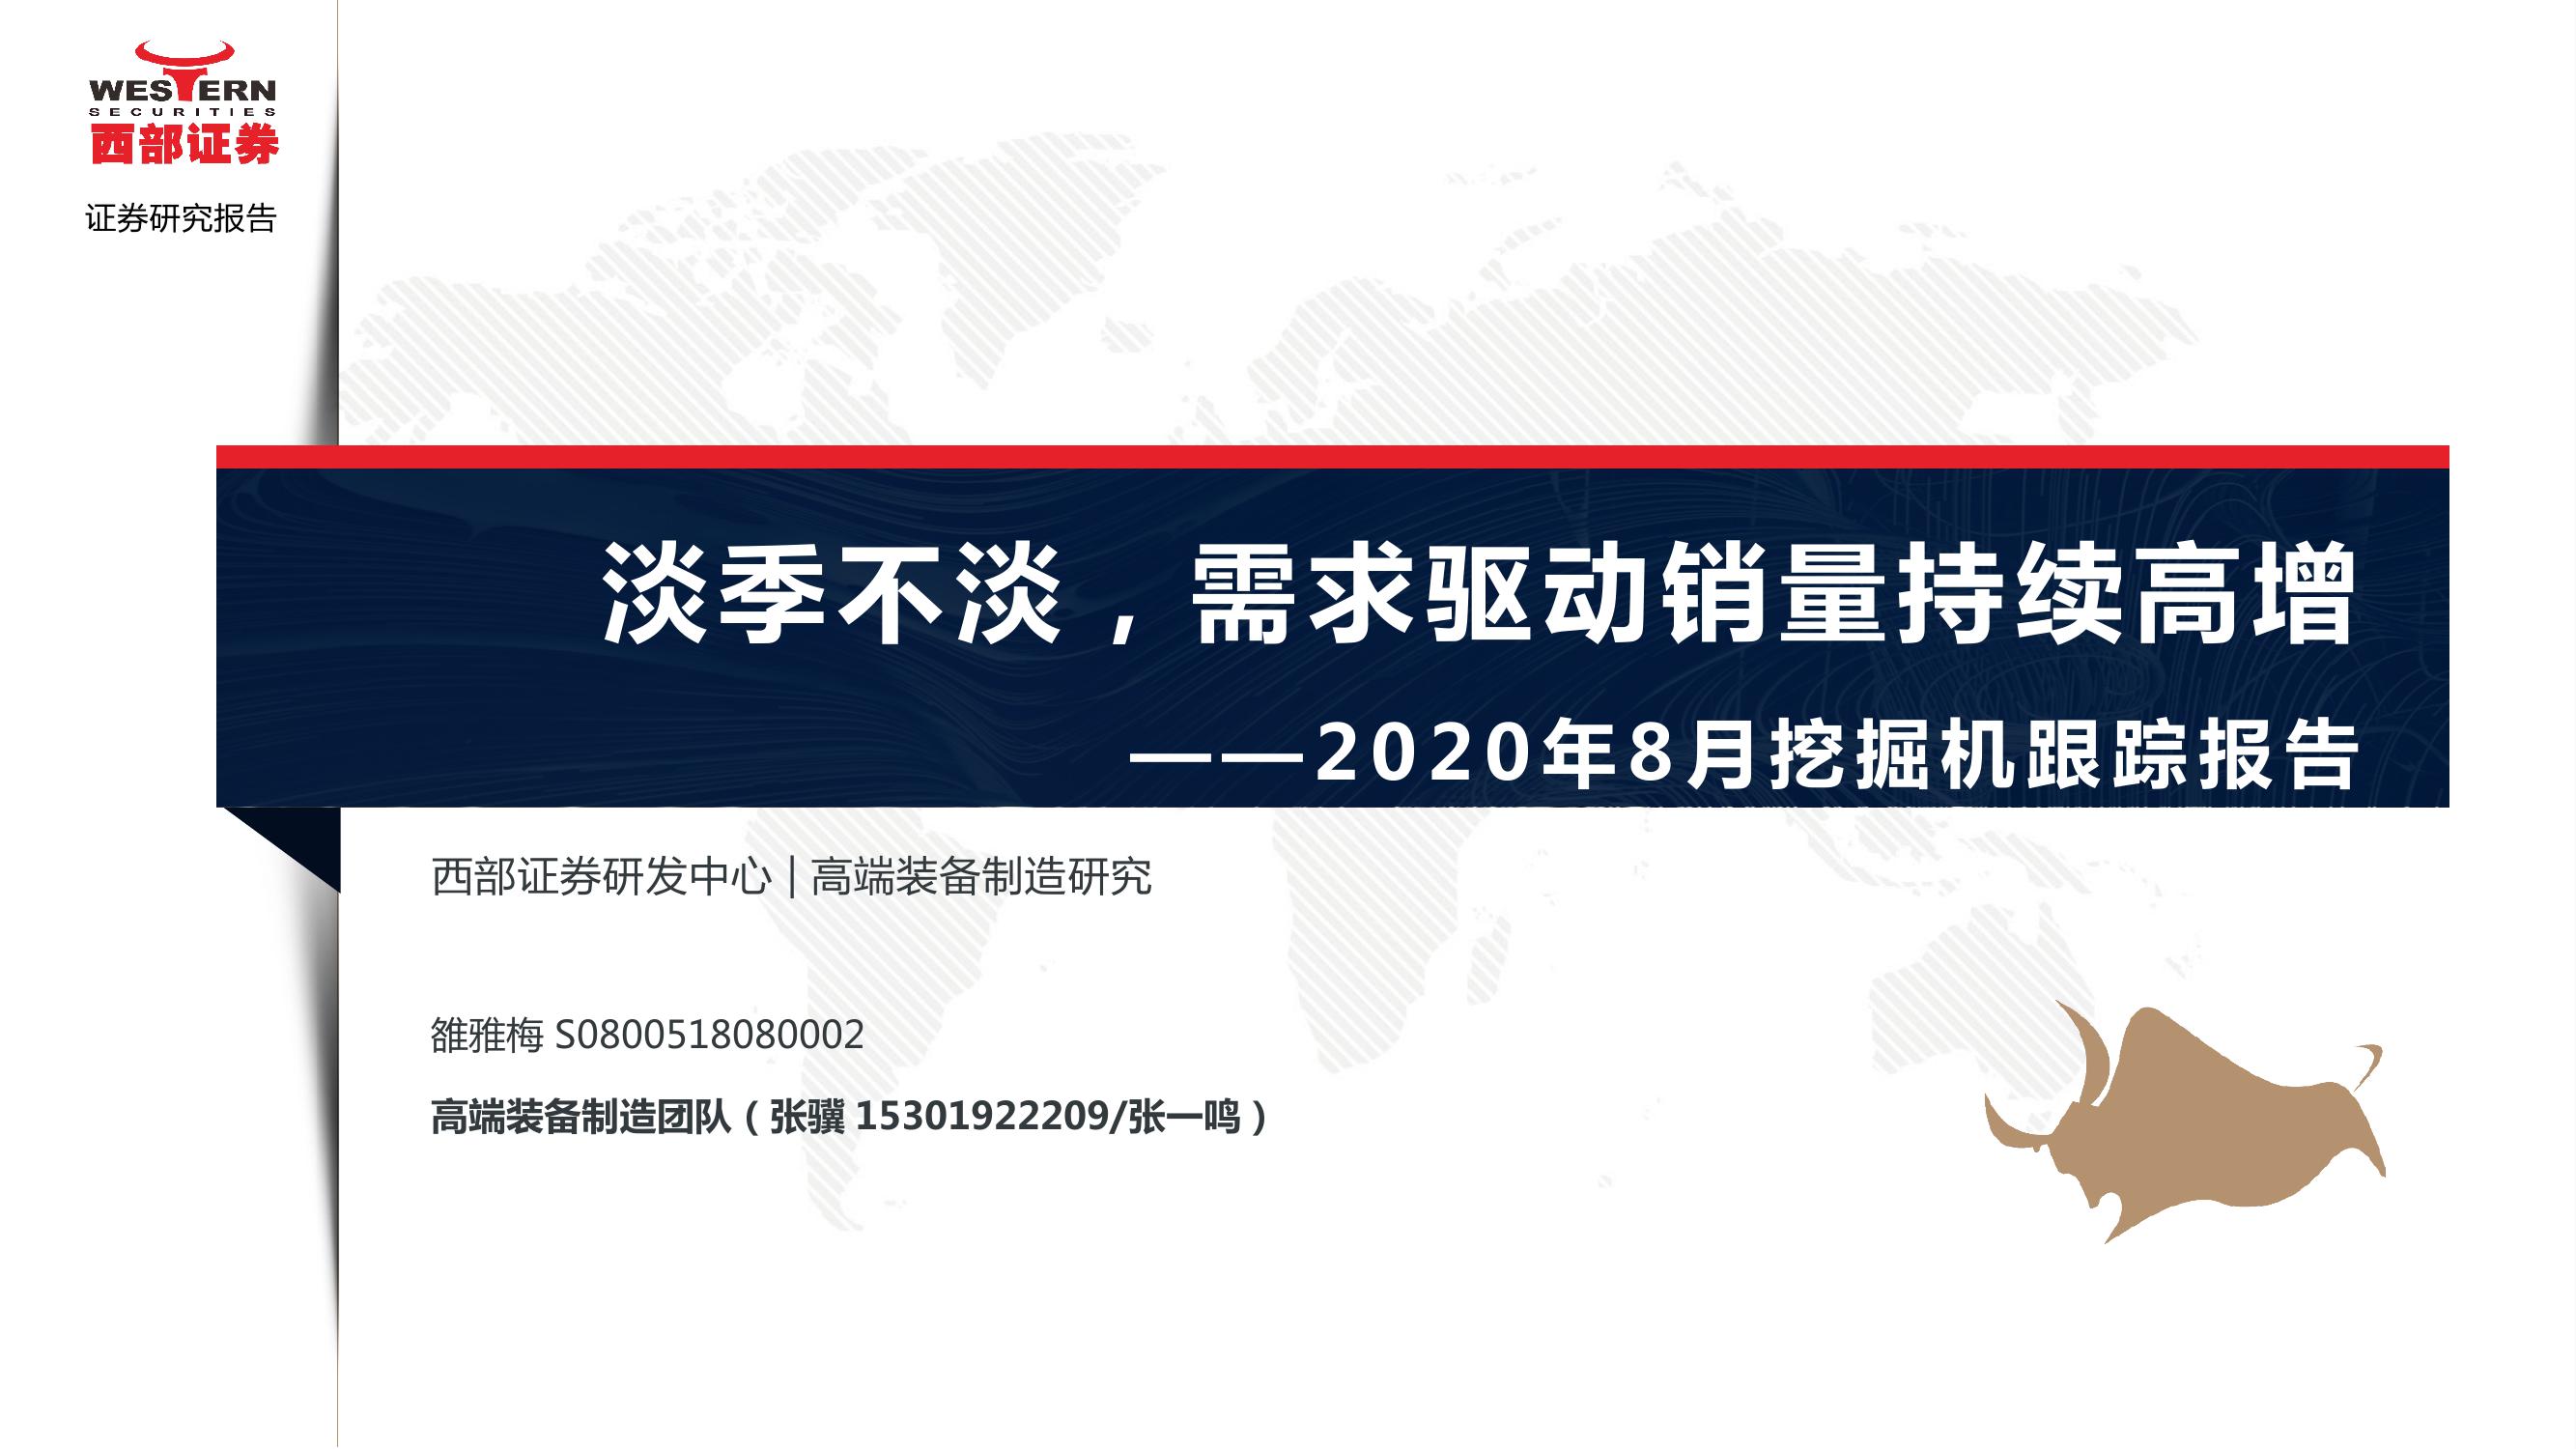 WESTERN
SECURITIES
西部证券
证券研究报告
淡季不淡，需求驱动销量持续高增
——2020年8月挖掘机跟踪报告
西部证券研发中心 | 高端装备制造研究
雒雅梅 S0800518080002
高端装备制造团队（张骥 15301922209/张一鸣）